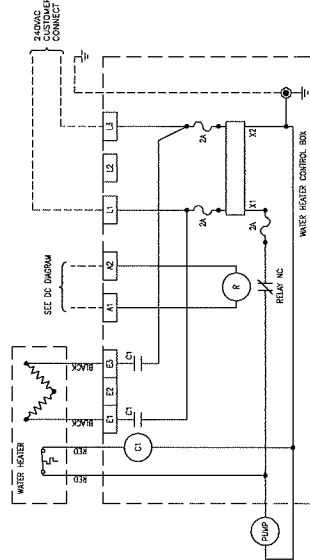 240VAC
CUSTOMER
CONNECT
SEE DC DIAGRAM
WATER HEATER
L3
L2
L1
A2
A1
E3
E2
E1
BLACK
BLACK
RED
RED
C1
C1
C1
2A
2A
2A
X2
X1
R
RELAY NC
PUMP
WATER HEATER CONTROL BOX